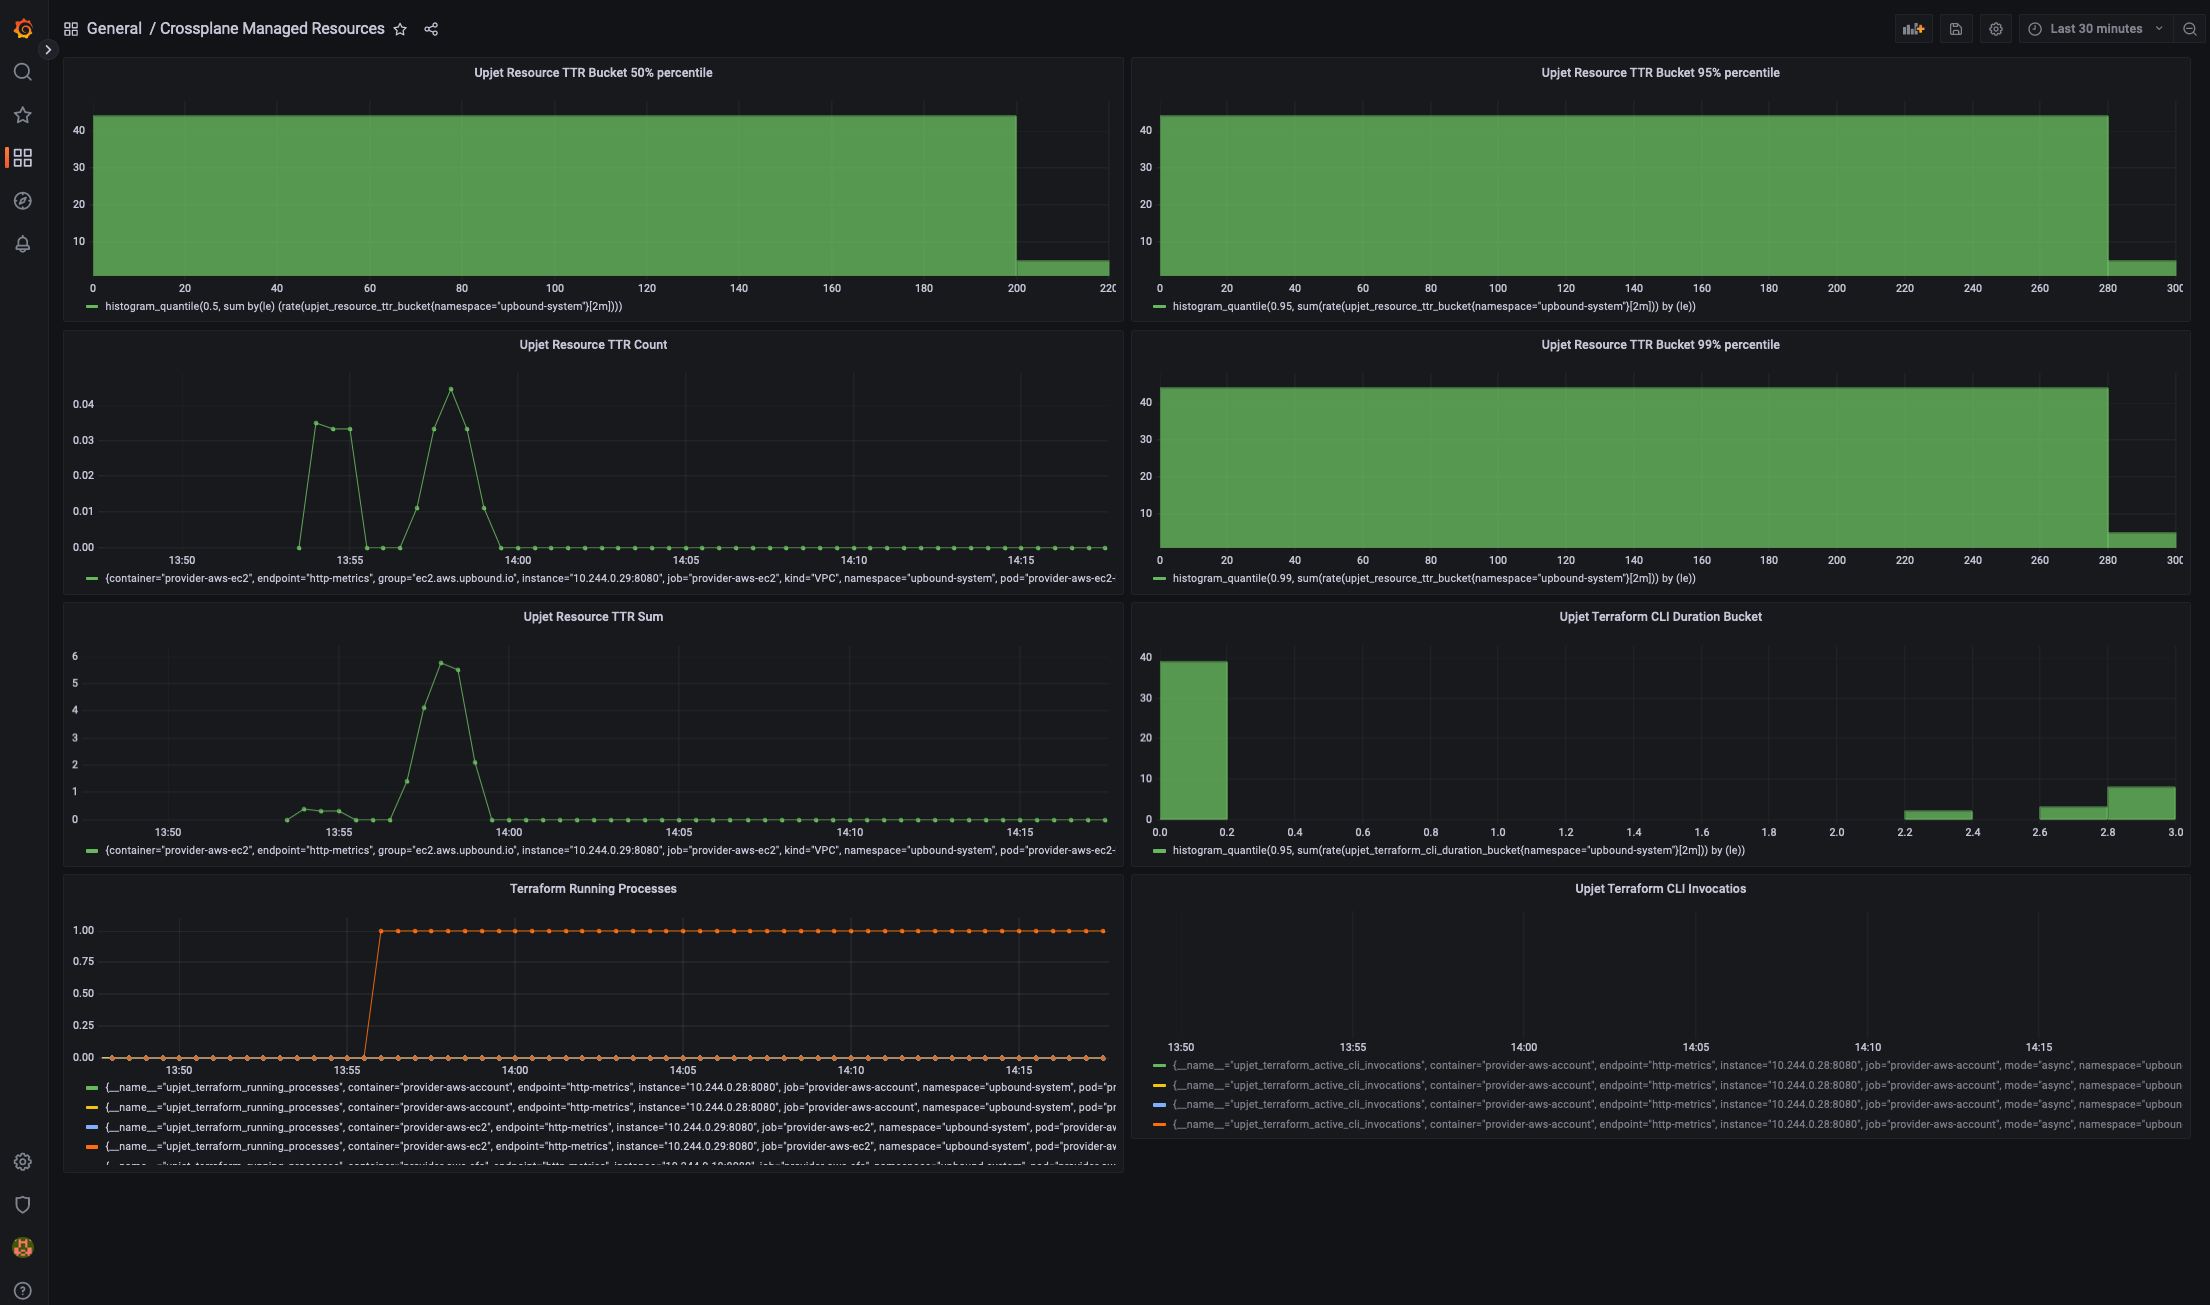 General / Crossplane Managed Resources
Last 30 minutes
Upjet Resource TTR Bucket 50% percentile
40
30
20
10
0 20 40 60 80 100 120 140 160 180 200 220
histogram_quantile(0.5, sum by(le) (rate(upjet_resource_ttr_bucket{namespace="upbound-system"}[2m])))
Upjet Resource TTR Bucket 95% percentile
40
30
20
10
0 20 40 60 80 100 120 140 160 180 200 220 240 260 280 300
histogram_quantile(0.95, sum(rate(upjet_resource_ttr_bucket{namespace="upbound-system"}[2m])) by (le))
Upjet Resource TTR Count
0.04
0.03
0.02
0.01
0.00
13:50 13:55 14:00 14:05 14:10 14:15
{container="provider-aws-ec2", endpoint="http-metrics", group="ec2.aws.upbound.io", instance="10.244.0.29:8080", job="provider-aws-ec2", kind="VPC", namespace="upbound-system", pod="provider-aws-ec2-
Upjet Resource TTR Bucket 99% percentile
40
30
20
10
0 20 40 60 80 100 120 140 160 180 200 220 240 260 280 300
histogram_quantile(0.99, sum(rate(upjet_resource_ttr_bucket{namespace="upbound-system"}[2m])) by (le))
Upjet Resource TTR Sum
6
5
4
3
2
1
0
13:50 13:55 14:00 14:05 14:10 14:15
{container="provider-aws-ec2", endpoint="http-metrics", group="ec2.aws.upbound.io", instance="10.244.0.29:8080", job="provider-aws-ec2", kind="VPC", namespace="upbound-system", pod="provider-aws-ec2-
Upjet Terraform CLI Duration Bucket
40
30
20
10
0
0.0 0.2 0.4 0.6 0.8 1.0 1.2 1.4 1.6 1.8 2.0 2.2 2.4 2.6 2.8 3.0
histogram_quantile(0.95, sum(rate(upjet_terraform_cli_duration_bucket{namespace="upbound-system"}[2m])) by (le))
Terraform Running Processes
1.00
0.75
0.50
0.25
0.00
13:50 13:55 14:00 14:05 14:10 14:15
{__name__="upjet_terraform_running_processes", container="provider-aws-account", endpoint="http-metrics", instance="10.244.0.28:8080", job="provider-aws-account", namespace="upbound-system", pod="pr
{__name__="upjet_terraform_running_processes", container="provider-aws-account", endpoint="http-metrics", instance="10.244.0.28:8080", job="provider-aws-account", namespace="upbound-system", pod="pr
{__name__="upjet_terraform_running_processes", container="provider-aws-ec2", endpoint="http-metrics", instance="10.244.0.29:8080", job="provider-aws-ec2", namespace="upbound-system", pod="provider-aw
{__name__="upjet_terraform_running_processes", container="provider-aws-ec2", endpoint="http-metrics", instance="10.244.0.29:8080", job="provider-aws-ec2", namespace="upbound-system", pod="provider-aw
Upjet Terraform CLI Invocatios
13:50 13:55 14:00 14:05 14:10 14:15
{__name__="upjet_terraform_active_cli_invocations", container="provider-aws-account", endpoint="http-metrics", instance="10.244.0.28:8080", job="provider-aws-account", mode="async", namespace="upboun
{__name__="upjet_terraform_active_cli_invocations", container="provider-aws-account", endpoint="http-metrics", instance="10.244.0.28:8080", job="provider-aws-account", mode="async", namespace="upboun
{__name__="upjet_terraform_active_cli_invocations", container="provider-aws-account", endpoint="http-metrics", instance="10.244.0.28:8080", job="provider-aws-account", mode="async", namespace="upboun
{__name__="upjet_terraform_active_cli_invocations", container="provider-aws-account", endpoint="http-metrics", instance="10.244.0.28:8080", job="provider-aws-account", mode="async", namespace="upboun